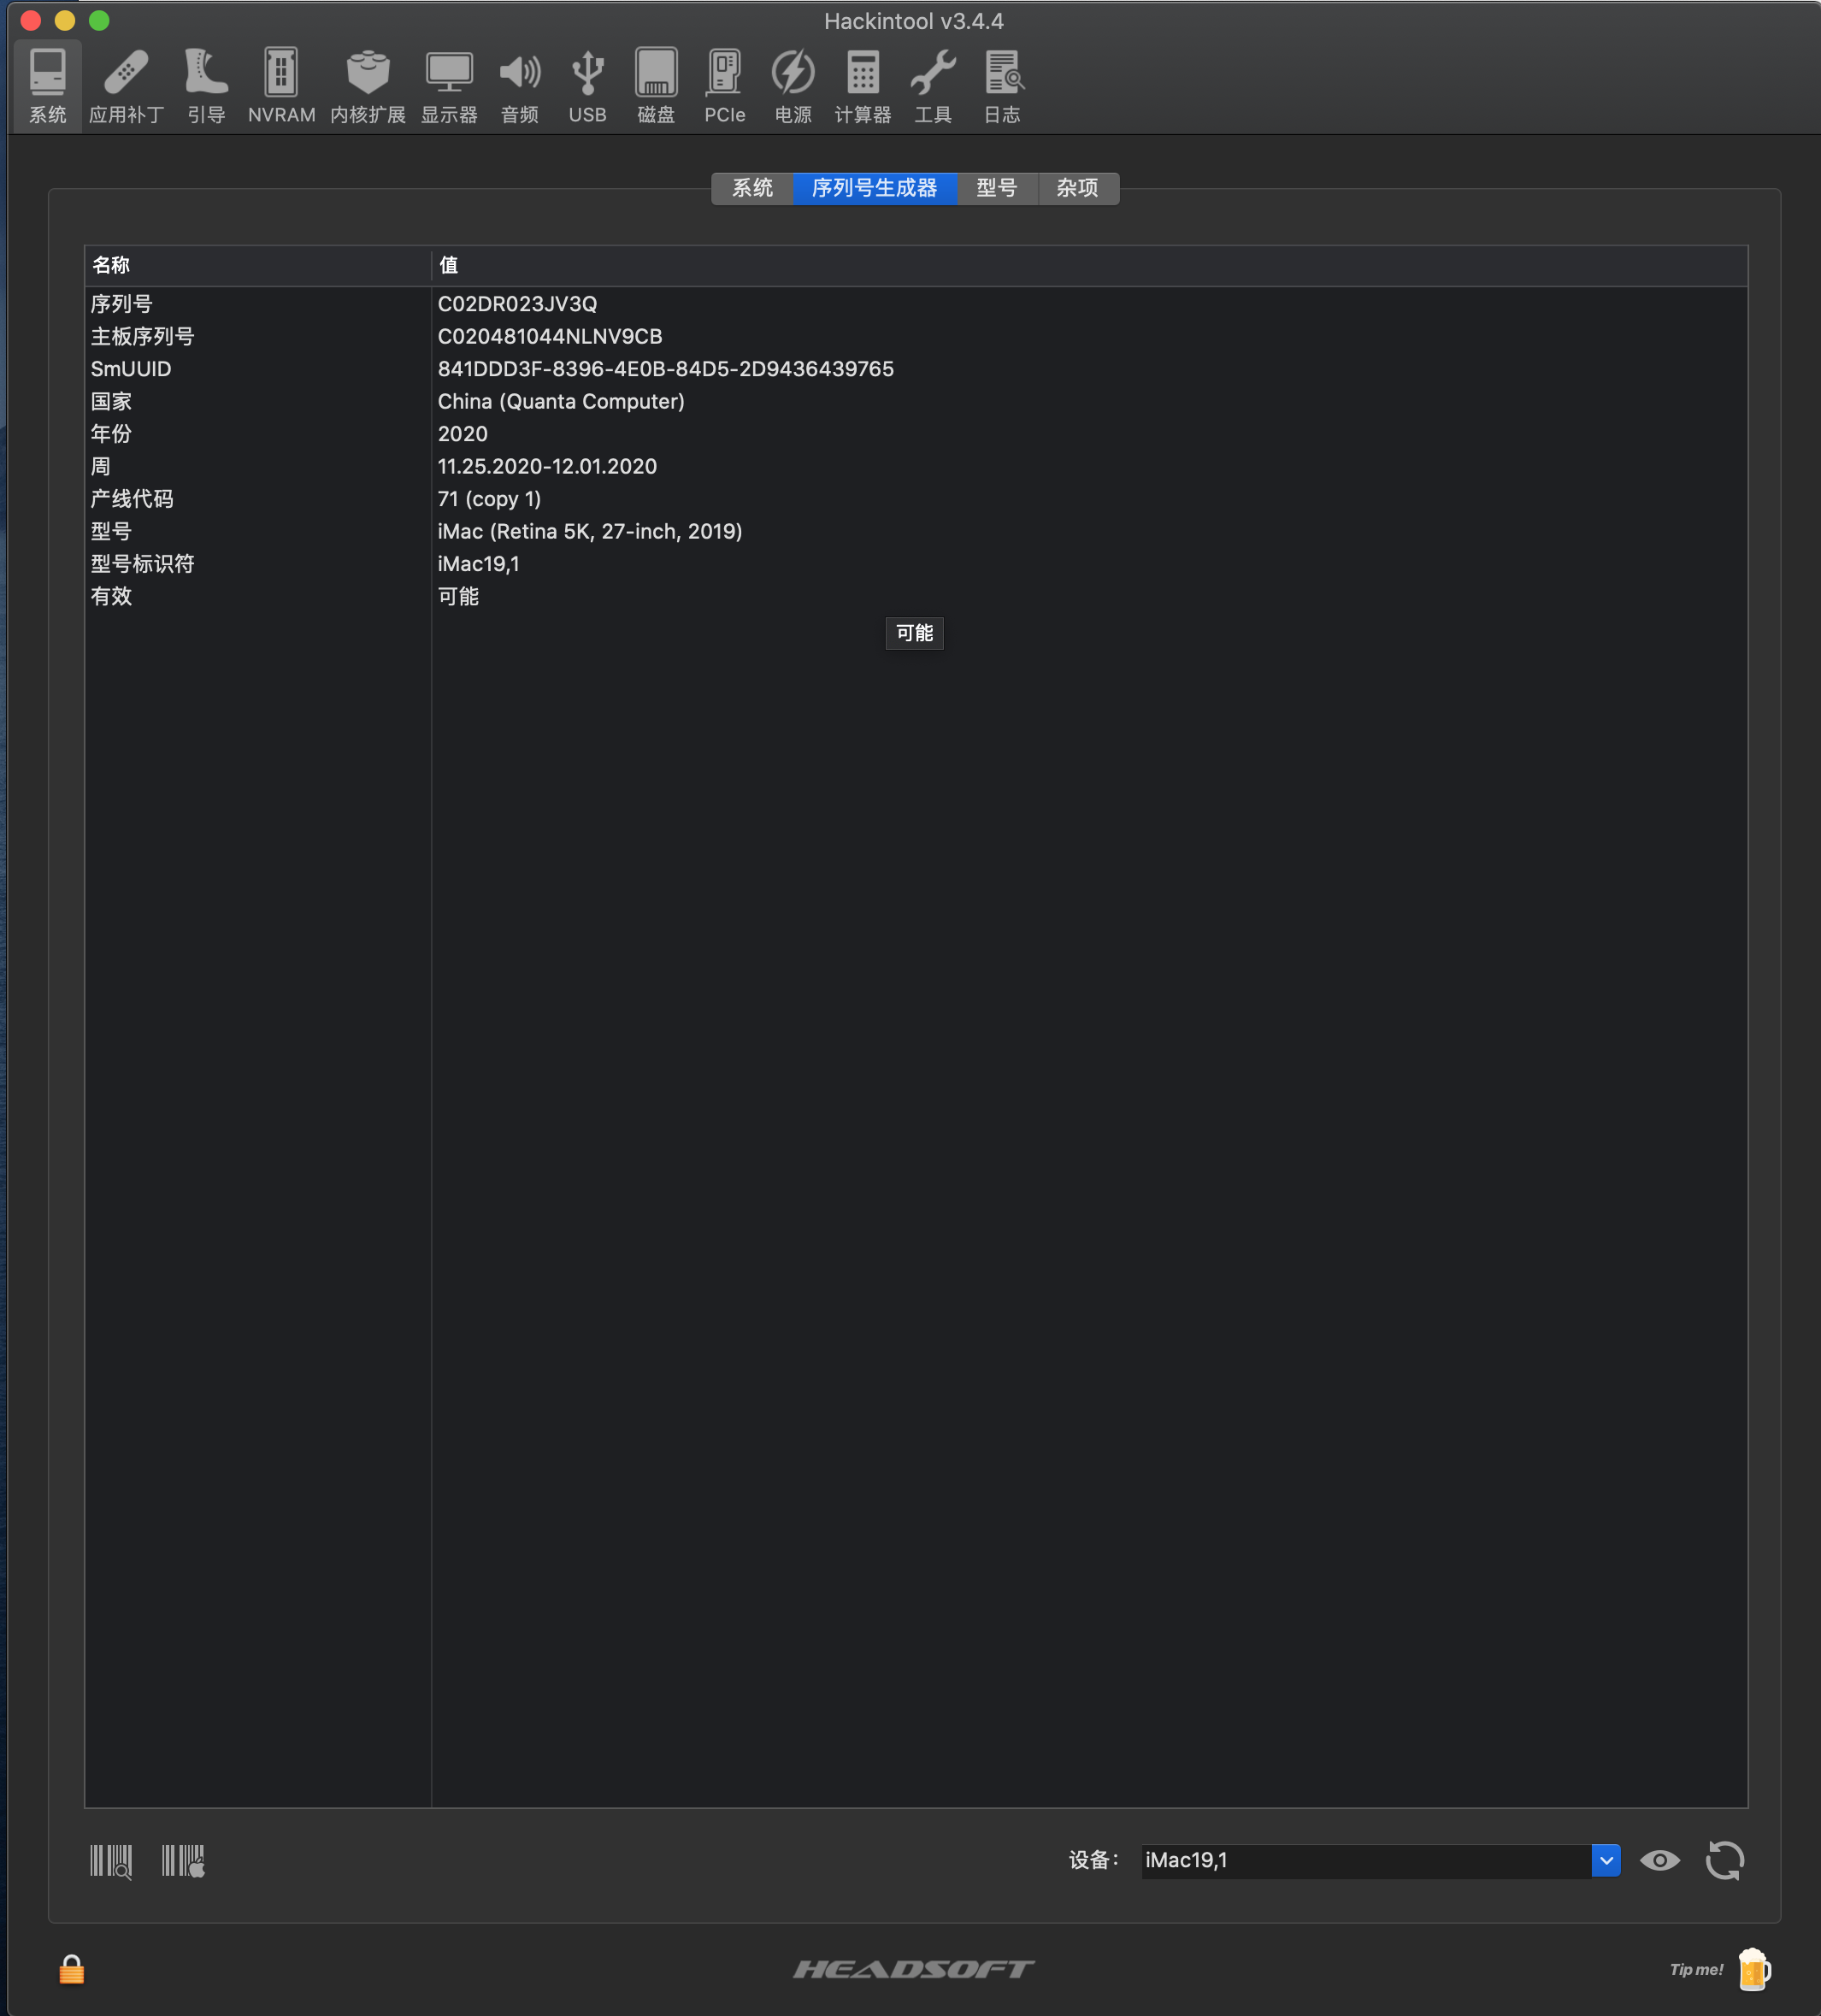 Hackintool v3.4.4
系统 应用补丁 引导 NVRAM 内核扩展 显示器 音频 USB 磁盘 PCIe 电源 计算器 工具 日志
系统 序列号生成器 型号 杂项
名称 值
序列号 C02DR023JV3Q
主板序列号 C020481044NLNV9CB
SmUUID 841DDD3F-8396-4E0B-84D5-2D9436439765
国家 China (Quanta Computer)
年份 2020
周 11.25.2020-12.01.2020
产线代码 71 (copy 1)
型号 iMac (Retina 5K, 27-inch, 2019)
型号标识符 iMac19,1
有效 可能
可能
设备： iMac19,1
HEADSOFT
Tip me!